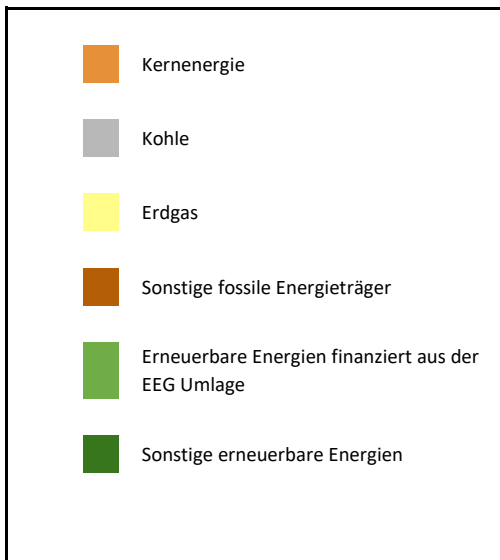 Kernenergie
Kohle
Erdgas
Sonstige fossile Energieträger
Erneuerbare Energien finanziert aus der
EEG Umlage
Sonstige erneuerbare Energien